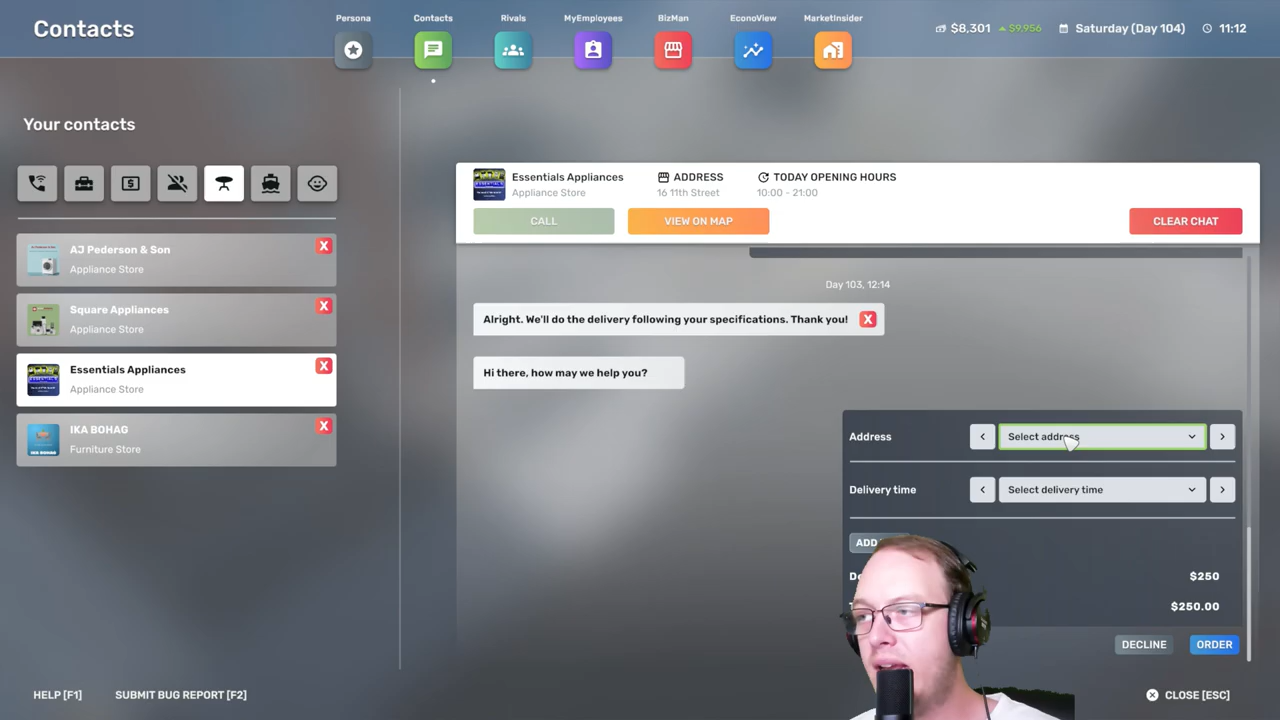 Contacts
Persona
Contacts
Rivals
MyEmployees
BizMan
EconoView
MarketInsider
$8,301
$9,956
Saturday (Day 104)
11:12
Your contacts
AJ Pederson & Son
Appliance Store
X
Square Appliances
Appliance Store
X
Essentials Appliances
Appliance Store
X
IKA BOHAG
Furniture Store
X
Essentials Appliances
Appliance Store
ADDRESS
16 11th Street
TODAY OPENING HOURS
10:00 - 21:00
CALL
VIEW ON MAP
CLEAR CHAT
Day 103, 12:14
Alright. We'll do the delivery following your specifications. Thank you!
X
Hi there, how may we help you?
Address
<
Select address
>
Delivery time
<
Select delivery time
>
ADD
$250
$250.00
DECLINE
ORDER
HELP [F1]
SUBMIT BUG REPORT [F2]
CLOSE [ESC]